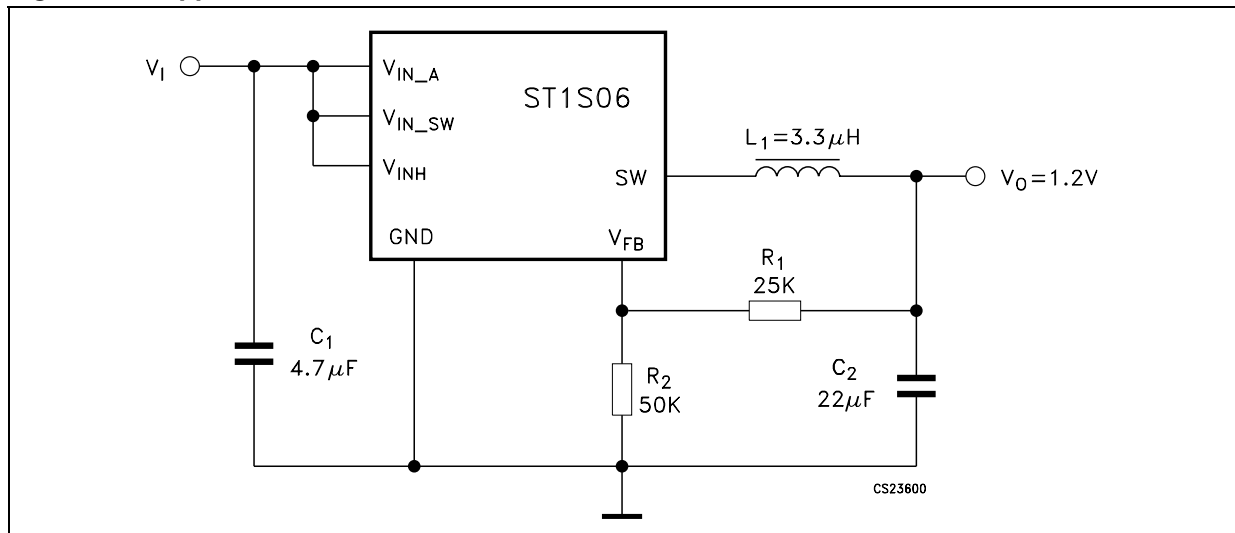 V_I
V_IN_A
V_IN_SW
V_INH
ST1S06
SW
GND
V_FB
L_1=3.3μH
V_O=1.2V
R_1
25K
C_1
4.7μF
R_2
50K
C_2
22μF
CS23600